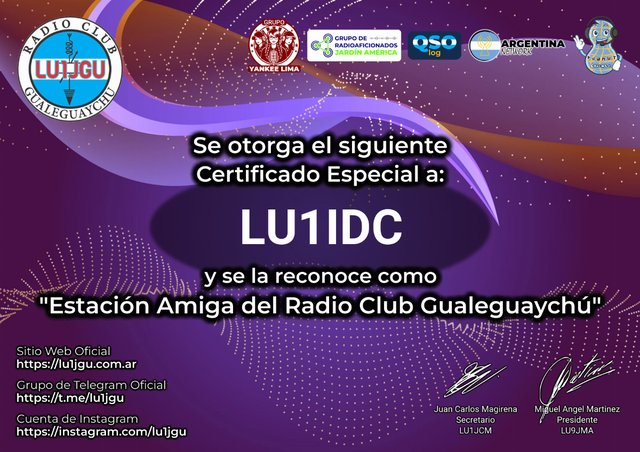 RADIO CLUB
LU1JGU
GUALEGUAYCHU
GRUPO
YANKEE LIMA
GRUPO DE
RADIOAFICIONADOS
JARDÍN AMÉRICA
QSO
log
ARGENTINA
Se otorga el siguiente
Certificado Especial a:
LU1IDC
y se la reconoce como
"Estación Amiga del Radio Club Gualeguaychú"
Sitio Web Oficial
https://lu1jgu.com.ar
Grupo de Telegram Oficial
https://t.me/lu1jgu
Cuenta de Instagram
https://instagram.com/lu1jgu
Juan Carlos Magirena
Secretario
LU1JCM
Miguel Angel Martinez
Presidente
LU9JMA